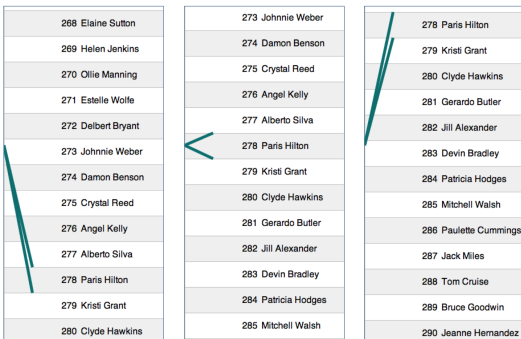 268 Elaine Sutton
269 Helen Jenkins
270 Ollie Manning
271 Estelle Wolfe
272 Delbert Bryant
273 Johnnie Weber
274 Damon Benson
275 Crystal Reed
276 Angel Kelly
277 Alberto Silva
278 Paris Hilton
279 Kristi Grant
280 Clyde Hawkins
273 Johnnie Weber
274 Damon Benson
275 Crystal Reed
276 Angel Kelly
277 Alberto Silva
278 Paris Hilton
279 Kristi Grant
280 Clyde Hawkins
281 Gerardo Butler
282 Jill Alexander
283 Devin Bradley
284 Patricia Hodges
285 Mitchell Walsh
278 Paris Hilton
279 Kristi Grant
280 Clyde Hawkins
281 Gerardo Butler
282 Jill Alexander
283 Devin Bradley
284 Patricia Hodges
285 Mitchell Walsh
286 Paulette Cummings
287 Jack Miles
288 Tom Cruise
289 Bruce Goodwin
290 Jeanne Hernandez